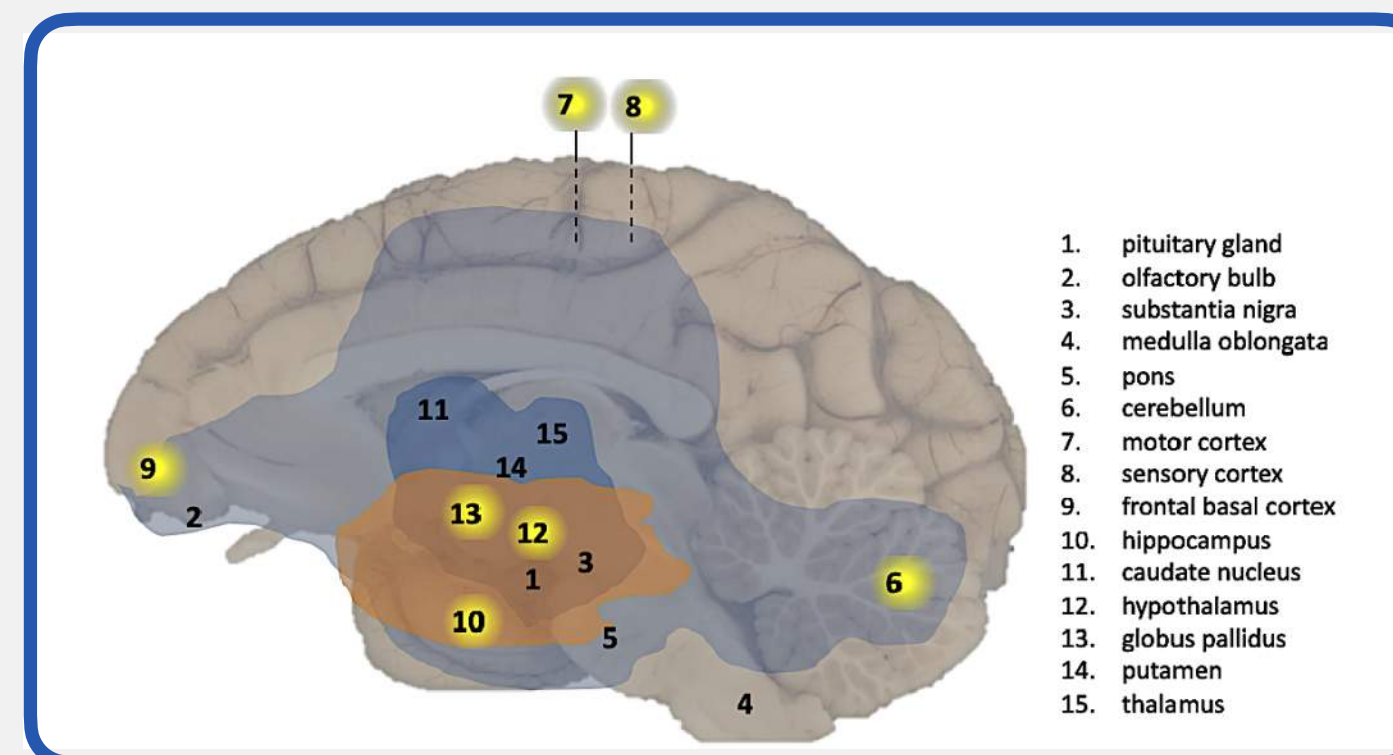 7 8
11
15
14
9
13
2
12
3
1
6
10
5
4
1. pituitary gland
2. olfactory bulb
3. substantia nigra
4. medulla oblongata
5. pons
6. cerebellum
7. motor cortex
8. sensory cortex
9. frontal basal cortex
10. hippocampus
11. caudate nucleus
12. hypothalamus
13. globus pallidus
14. putamen
15. thalamus